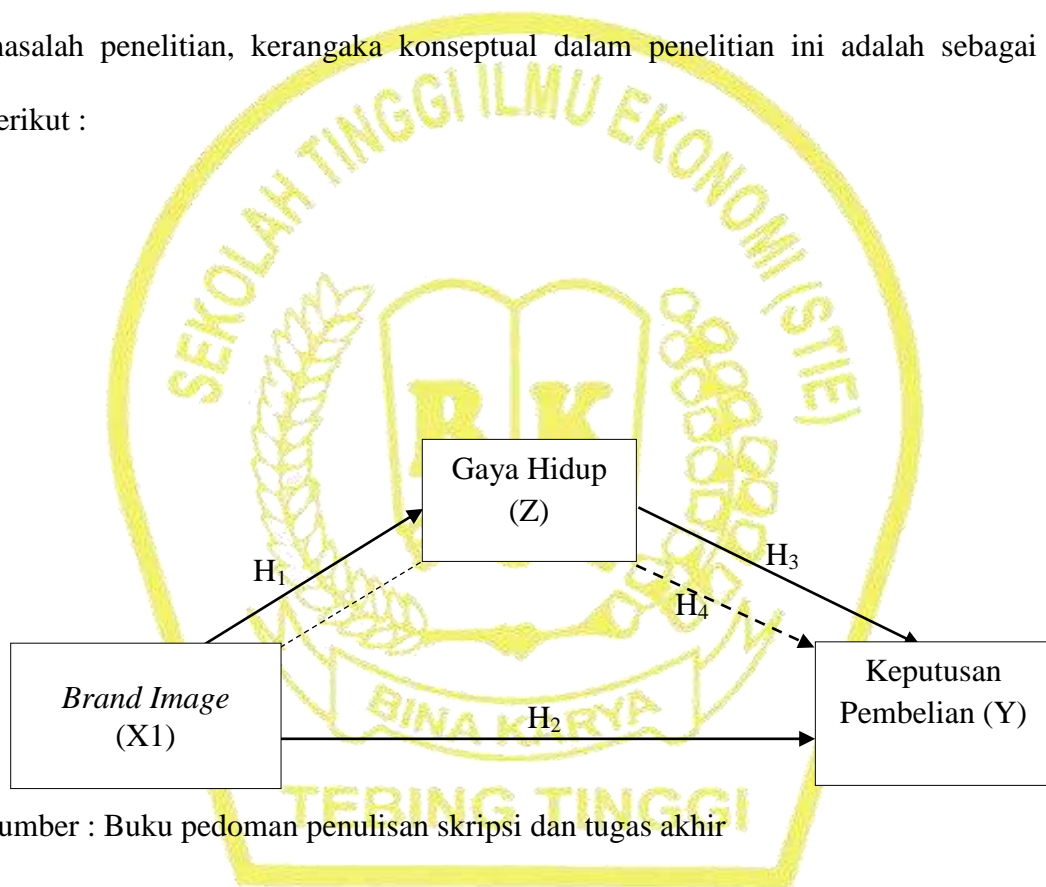 masalah penelitian, kerangaka konseptual dalam penelitian ini adalah sebagai
berikut :
SEKOLAH TINGGI ILMU EKONOMI (STIE)
BK
Gaya Hidup
(Z)
H1
H3
H4
Brand Image
(X1)
Keputusan
Pembelian (Y)
H2
BINA KARYA
TEBING TINGGI
Sumber : Buku pedoman penulisan skripsi dan tugas akhir